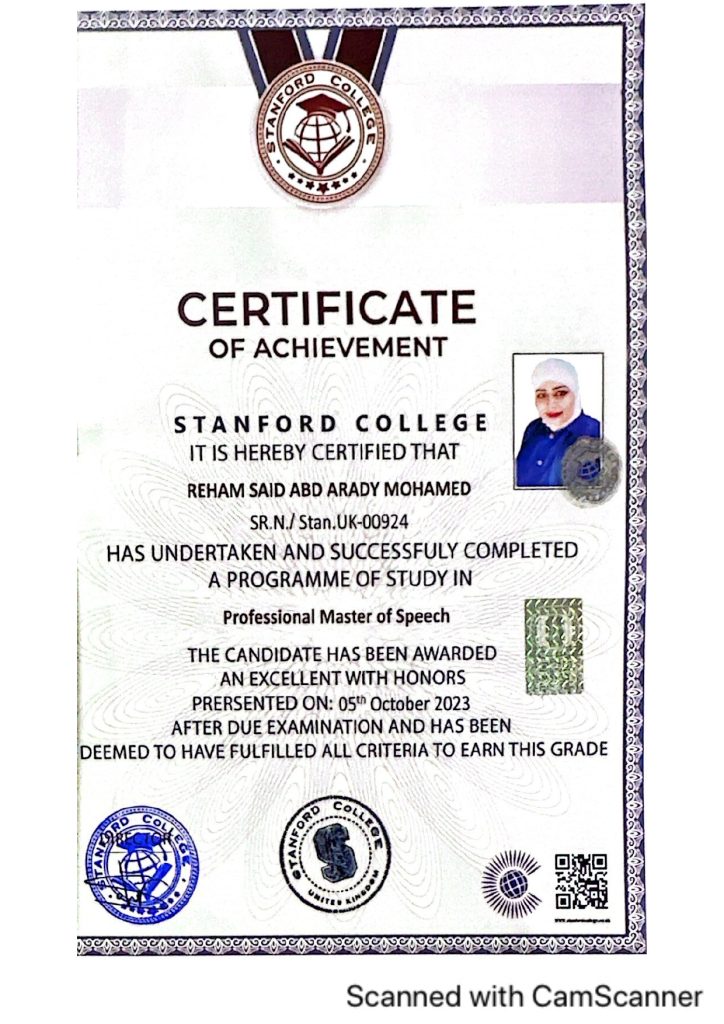 STANFORD COLLEGE
CERTIFICATE
OF ACHIEVEMENT
STANFORD COLLEGE
IT IS HEREBY CERTIFIED THAT
REHAM SAID ABD ARADY MOHAMED
SR.N./ Stan.UK-00924
HAS UNDERTAKEN AND SUCCESSFULY COMPLETED
A PROGRAMME OF STUDY IN
Professional Master of Speech
THE CANDIDATE HAS BEEN AWARDED
AN EXCELLENT WITH HONORS
PRERSENTED ON: 05th October 2023
AFTER DUE EXAMINATION AND HAS BEEN
DEEMED TO HAVE FULFILLED ALL CRITERIA TO EARN THIS GRADE
STANFORD COLLEGE
DIRECTOR
STANFORD COLLEGE
UNITED KINGDOM
Scanned with CamScanner